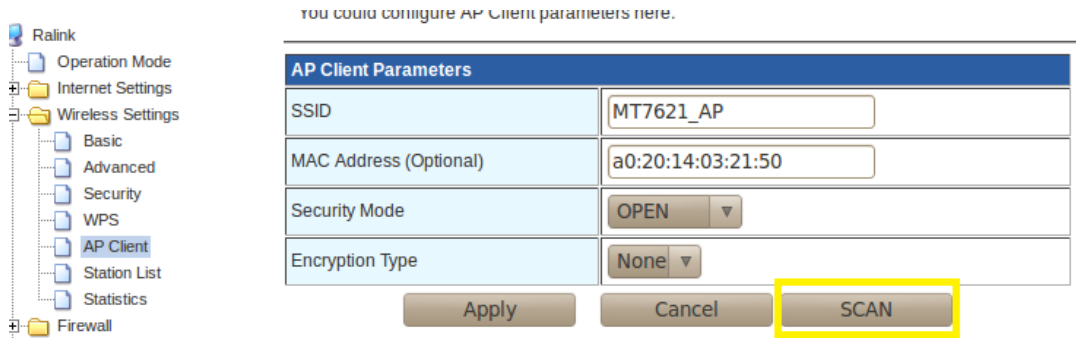 You could configure AP Client parameters here.
Ralink
Operation Mode
Internet Settings
Wireless Settings
Basic
Advanced
Security
WPS
AP Client
Station List
Statistics
Firewall
AP Client Parameters
SSID MT7621_AP
MAC Address (Optional) a0:20:14:03:21:50
Security Mode OPEN
Encryption Type None
Apply Cancel SCAN